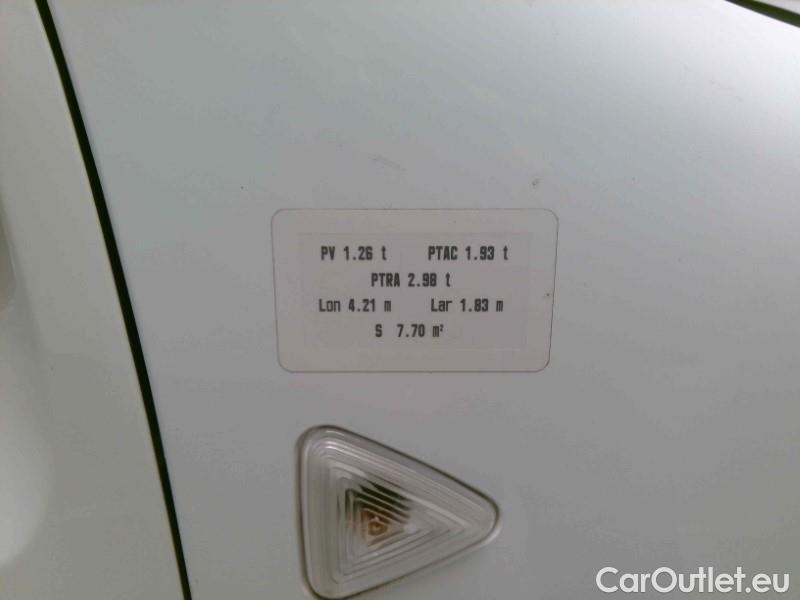 PV 1.26 t PTAC 1.93 t
PTRA 2.98 t
Lon 4.21 m Lar 1.83 m
S 7.70 m²
CarOutlet.eu